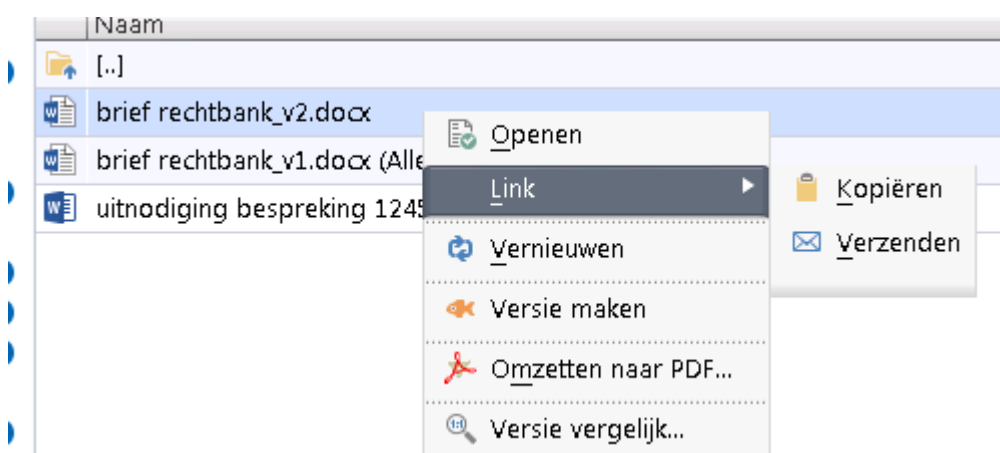 Naam
[..]
brief rechtbank_v2.docx
brief rechtbank_v1.docx (Alle
uitnodiging bespreking 1245
Openen
Link
Vernieuwen
Versie maken
Omzetten naar PDF...
Versie vergelijk...
Kopiëren
Verzenden